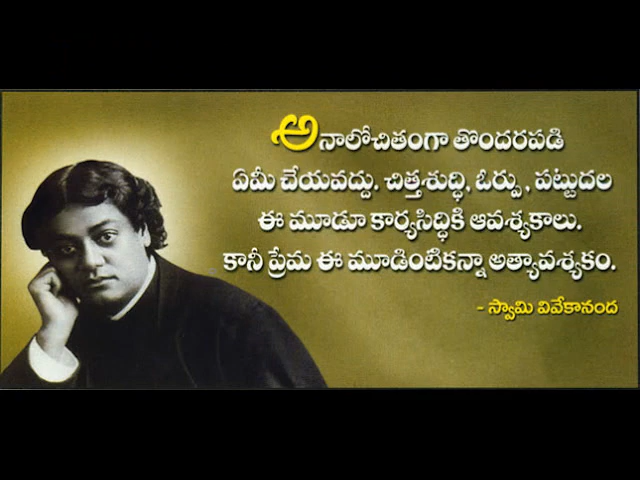 అనాలోచితంగా తొందరపడి
ఏమీ చేయవద్దు. చిత్తశుద్ధి, ఓర్పు, పట్టుదల
ఈ మూడూ కార్యసిద్ధికి ఆవశ్యకాలు.
కానీ ప్రేమ ఈ మూడింటికన్నా అత్యావశ్యకం.
- స్వామి వివేకానంద